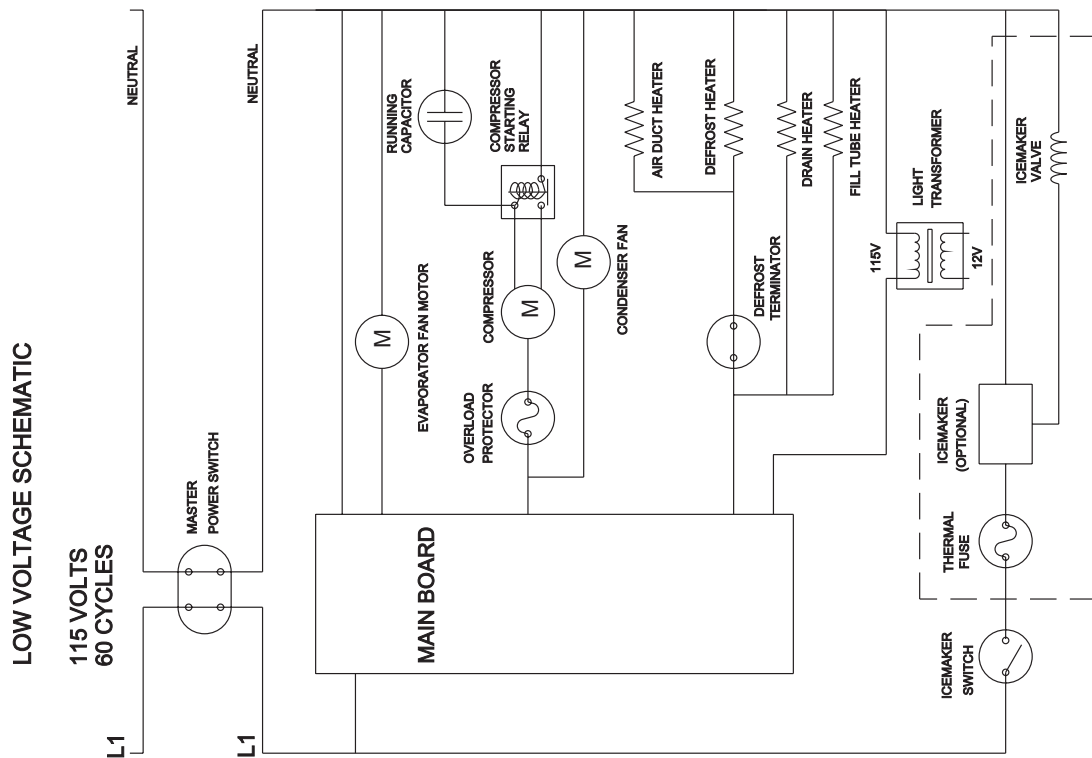 LOW VOLTAGE SCHEMATIC
115 VOLTS
60 CYCLES
L1
L1
NEUTRAL
NEUTRAL
MASTER
POWER SWITCH
MAIN BOARD
EVAPORATOR FAN MOTOR
M
RUNNING
CAPACITOR
COMPRESSOR
STARTING
RELAY
COMPRESSOR
M
OVERLOAD
PROTECTOR
CONDENSER FAN
M
AIR DUCT HEATER
DEFROST HEATER
DEFROST
TERMINATOR
DRAIN HEATER
FILL TUBE HEATER
LIGHT
TRANSFORMER
115V
12V
ICEMAKER
VALVE
ICEMAKER
(OPTIONAL)
THERMAL
FUSE
ICEMAKER
SWITCH